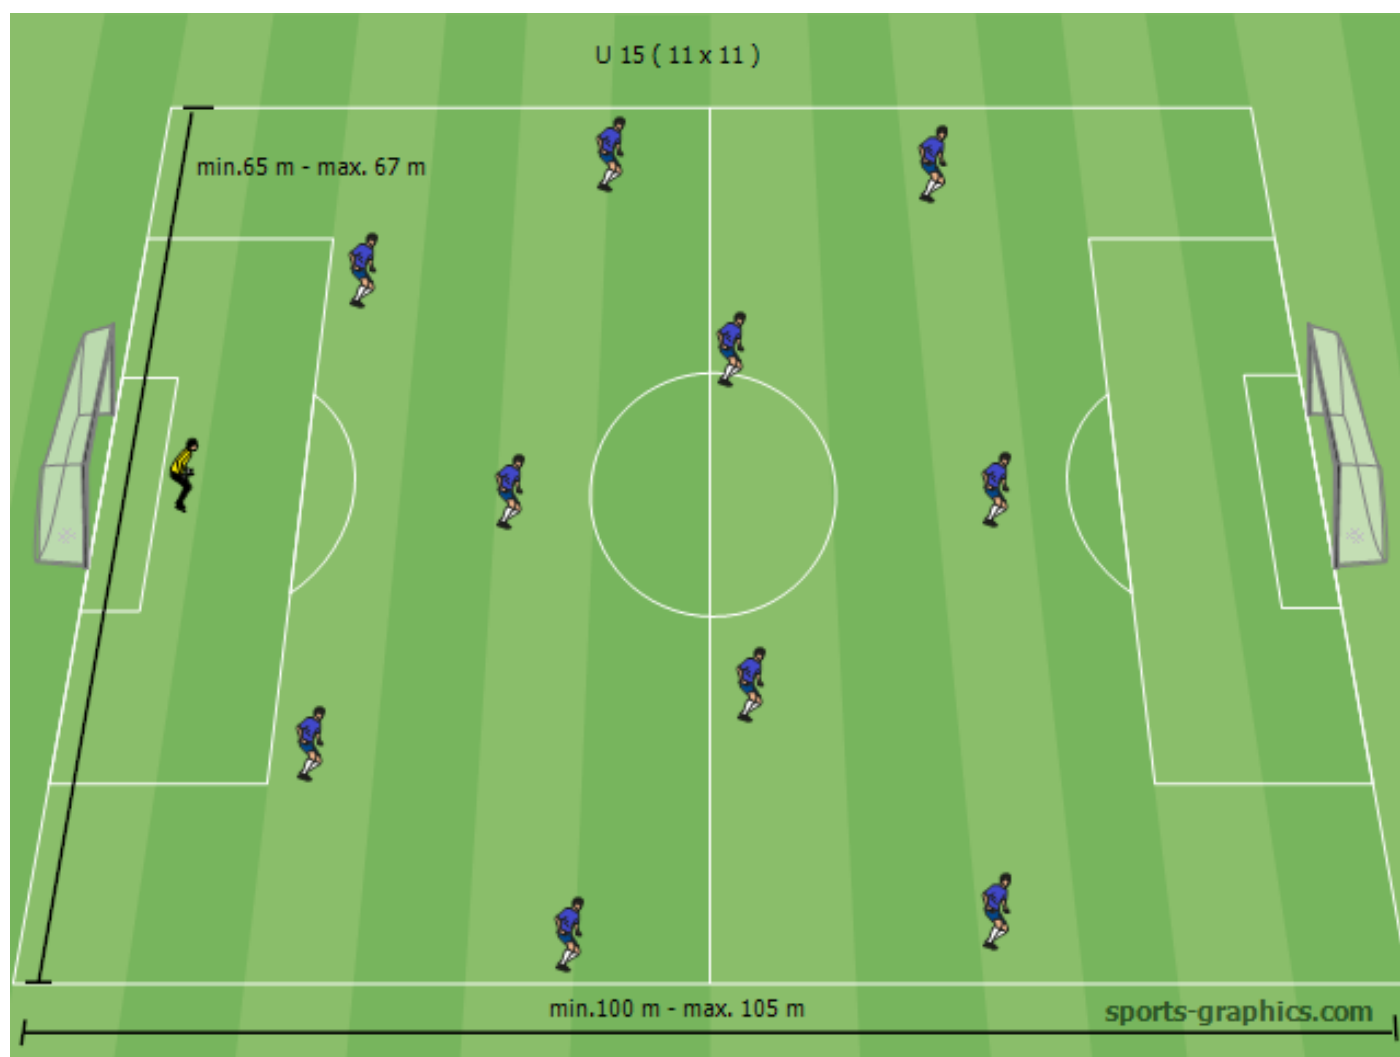 U 15 ( 11 x 11 )
min.65 m - max. 67 m
min.100 m - max. 105 m
sports-graphics.com